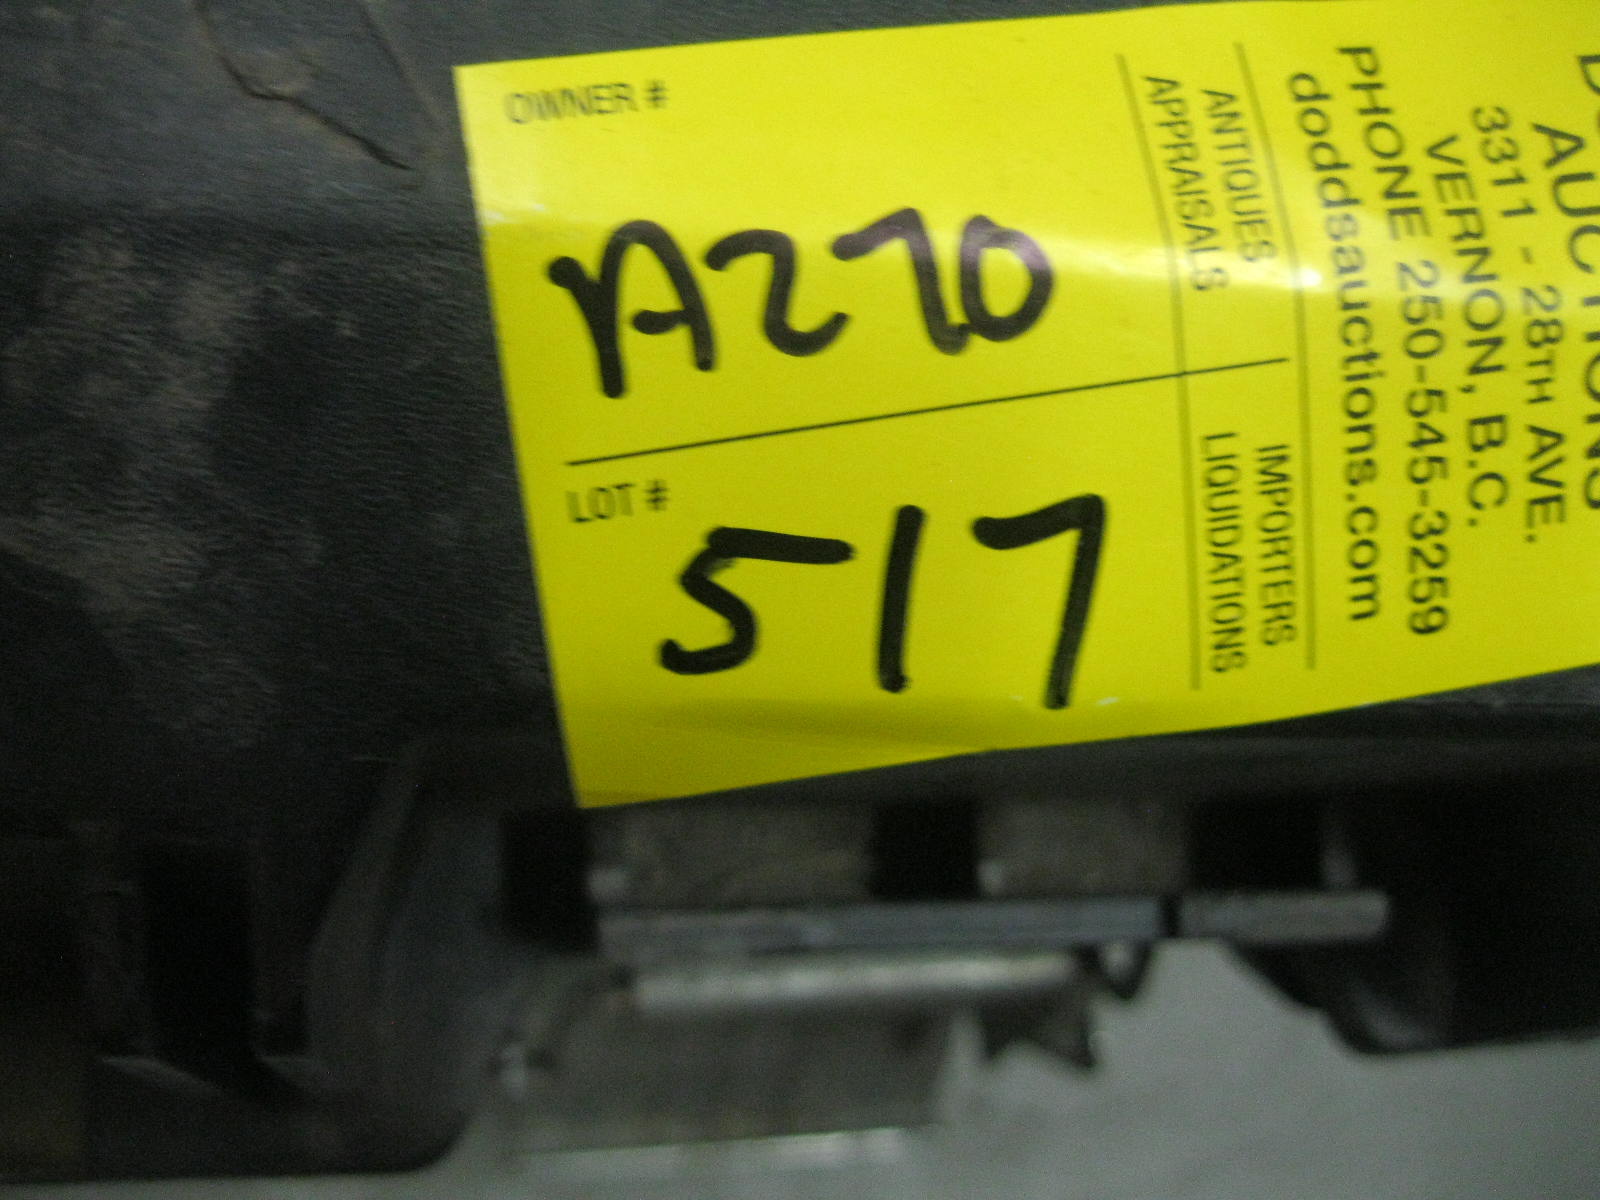 OWNER #
A270
LOT #
517
ANTIQUES
APPRAISALS
IMPORTERS
LIQUIDATIONS
AUCTIONS
3311 - 28TH AVE.
VERNON, B.C.
PHONE 250-545-3259
doddsauctions.com